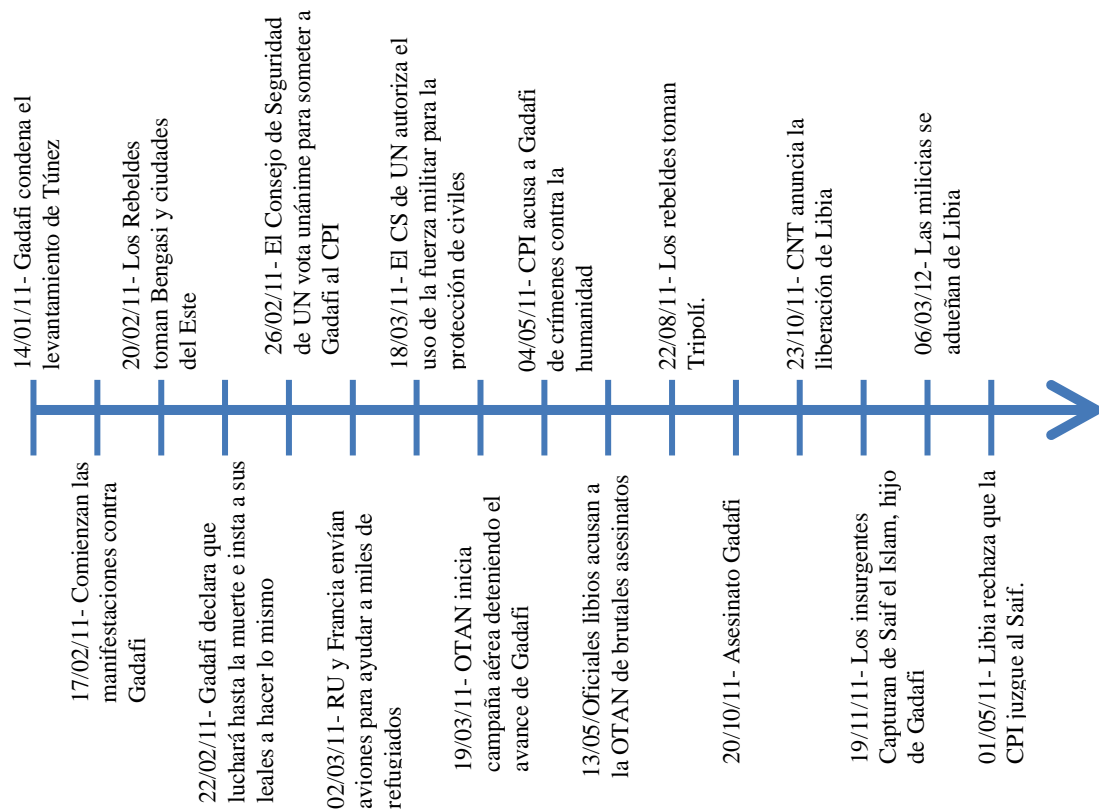 14/01/11- Gadafi condena el
levantamiento de Túnez
17/02/11- Comienzan las
manifestaciones contra
Gadafi
20/02/11- Los Rebeldes
toman Bengasi y ciudades
del Este
22/02/11- Gadafi declara que
luchará hasta la muerte e insta a sus
leales a hacer lo mismo
26/02/11- El Consejo de Seguridad
de UN vota unánime para someter a
Gadafi al CPI
02/03/11- RU y Francia envían
aviones para ayudar a miles de
refugiados
18/03/11- El CS de UN autoriza el
uso de la fuerza militar para la
protección de civiles
19/03/11- OTAN inicia
campaña aérea deteniendo el
avance de Gadafi
04/05/11- CPI acusa a Gadafi
de crímenes contra la
humanidad
13/05/Oficiales libios acusan a
la OTAN de brutales asesinatos
22/08/11- Los rebeldes toman
Tripolí.
20/10/11- Asesinato Gadafi
23/10/11- CNT anuncia la
liberación de Libia
19/11/11- Los insurgentes
Capturan de Saif el Islam, hijo
de Gadafi
06/03/12- Las milicias se
adueñan de Libia
01/05/11- Libia rechaza que la
CPI juzgue al Saif.